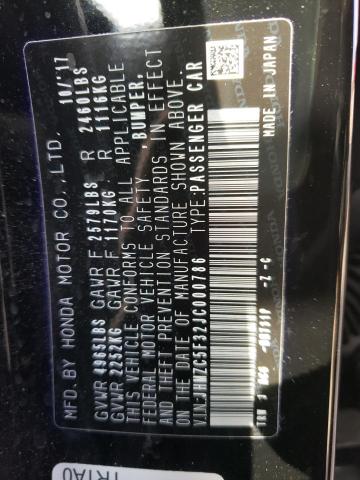 MFD.BY HONDA MOTOR CO.,LTD. 10/'17
GVWR 4965LBS GAWR F 2579LBS R 2460LBS
GVWR 2252KG GAWR F 1170KG R 1116KG
THIS VEHICLE CONFORMS TO ALL APPLICABLE
FEDERAL MOTOR VEHICLE SAFETY ,BUMPER,
AND THEFT PREVENTION STANDARDS IN EFFECT
ON THE DATE OF MANUFACTURE SHOWN ABOVE.
V.I.N.:JHMZC5F32JC000786 TYPE:PASSENGER CAR
-Z -C MADE IN JAPAN
TRTA0